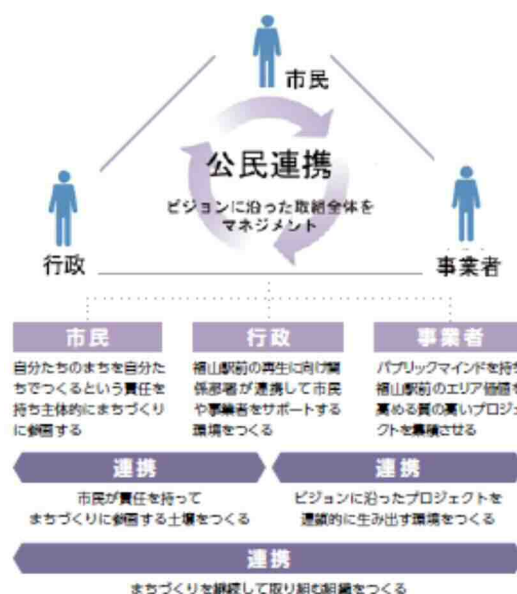 市民
公民連携
ビジョンに沿った取組全体を
マネジメント
行政
事業者
市民
自分たちのまちを自分た
ちでつくるという責任を
持ち主体的にまちづくり
に参画する
行政
福山駅前の再生に向け関
係部署が連携して市民
や事業者をサポートする
環境をつくる
事業者
パブリックマインドを持ち
福山駅前のエリア価値を
高める質の高いプロジェ
クトを集積させる
連携
市民が責任を持って
まちづくりに参画する土壌をつくる
連携
ビジョンに沿ったプロジェクトを
連鎖的に生み出す環境をつくる
連携
まちづくりを継続して取り組む組織をつくる